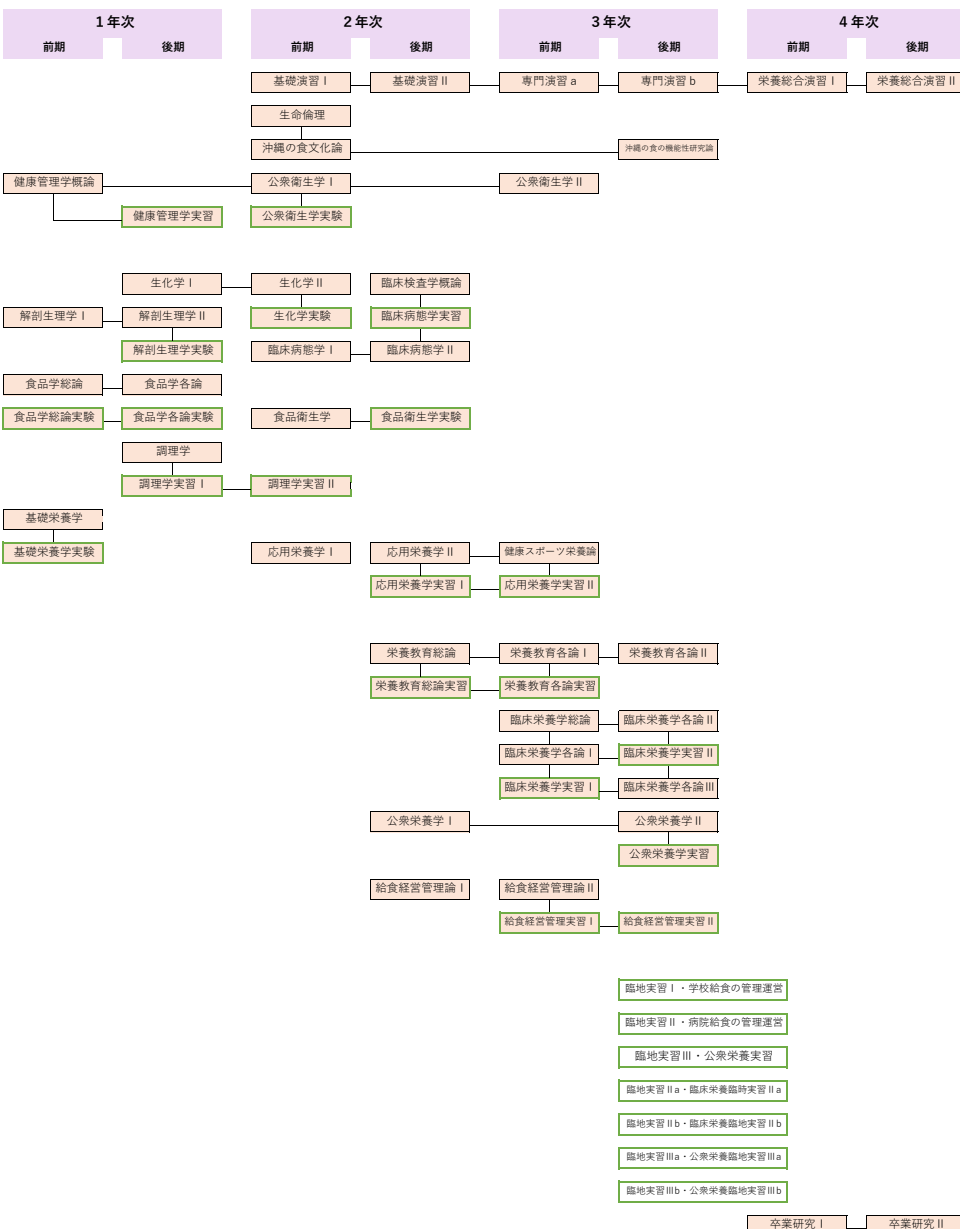 1年次 2年次 3年次 4年次
前期 後期 前期 後期 前期 後期 前期 後期
基礎演習Ⅰ 基礎演習Ⅱ 専門演習a 専門演習b 栄養総合演習Ⅰ 栄養総合演習Ⅱ
生命倫理
沖縄の食文化論 沖縄の食の機能性研究論
健康管理学概論 公衆衛生学Ⅰ 公衆衛生学Ⅱ
健康管理学実習 公衆衛生学実験
生化学Ⅰ 生化学Ⅱ 臨床検査学概論
解剖生理学Ⅰ 解剖生理学Ⅱ 生化学実験 臨床病態学実習
解剖生理学実験 臨床病態学Ⅰ 臨床病態学Ⅱ
食品学総論 食品学各論
食品学総論実験 食品学各論実験 食品衛生学 食品衛生学実験
調理学
調理学実習Ⅰ 調理学実習Ⅱ
基礎栄養学
基礎栄養学実験 応用栄養学Ⅰ 応用栄養学Ⅱ 健康スポーツ栄養論
応用栄養学実習Ⅰ 応用栄養学実習Ⅱ
栄養教育総論 栄養教育各論Ⅰ 栄養教育各論Ⅱ
栄養教育総論実習 栄養教育各論実習
臨床栄養学総論 臨床栄養学各論Ⅱ
臨床栄養学各論Ⅰ 臨床栄養学実習Ⅱ
臨床栄養学実習Ⅰ 臨床栄養学各論Ⅲ
公衆栄養学Ⅰ 公衆栄養学Ⅱ
公衆栄養学実習
給食経営管理論Ⅰ 給食経営管理論Ⅱ
給食経営管理実習Ⅰ 給食経営管理実習Ⅱ
臨地実習Ⅰ・学校給食の管理運営
臨地実習Ⅱ・病院給食の管理運営
臨地実習Ⅲ・公衆栄養実習
臨地実習Ⅱa・臨床栄養臨時実習Ⅱa
臨地実習Ⅱb・臨床栄養臨地実習Ⅱb
臨地実習Ⅲa・公衆栄養臨地実習Ⅲa
臨地実習Ⅲb・公衆栄養臨地実習Ⅲb
卒業研究Ⅰ 卒業研究Ⅱ